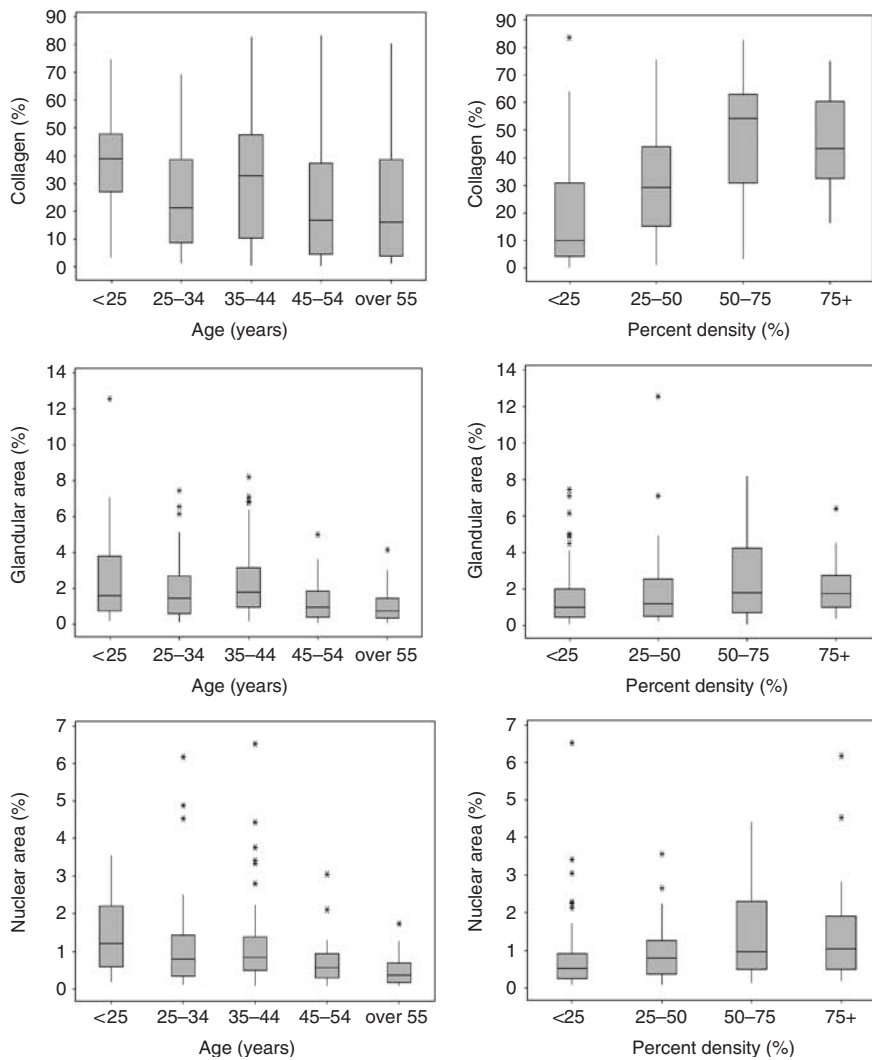 Collagen (%)
90
80
70
60
50
40
30
20
10
0
<25 25–34 35–44 45–54 over 55
Age (years)
Collagen (%)
90
80
70
60
50
40
30
20
10
0
<25 25–50 50–75 75+
Percent density (%)
Glandular area (%)
14
12
10
8
6
4
2
0
<25 25–34 35–44 45–54 over 55
Age (years)
Glandular area (%)
14
12
10
8
6
4
2
0
<25 25–50 50–75 75+
Percent density (%)
Nuclear area (%)
7
6
5
4
3
2
1
0
<25 25–34 35–44 45–54 over 55
Age (years)
Nuclear area (%)
7
6
5
4
3
2
1
0
<25 25–50 50–75 75+
Percent density (%)